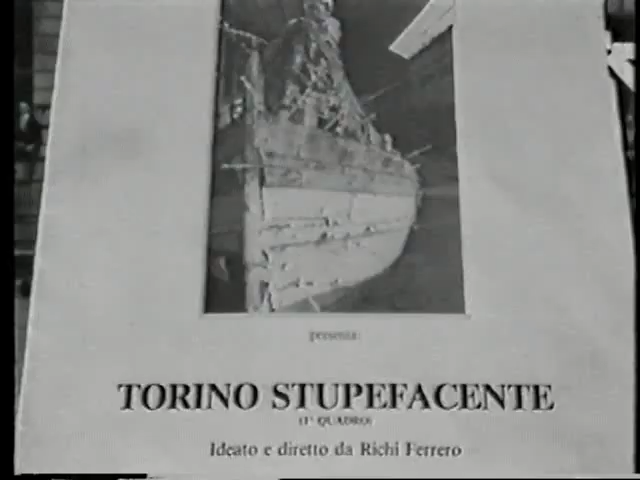 presenta:
TORINO STUPEFACENTE
(1° QUADRO)
Ideato e diretto da Richi Ferrero